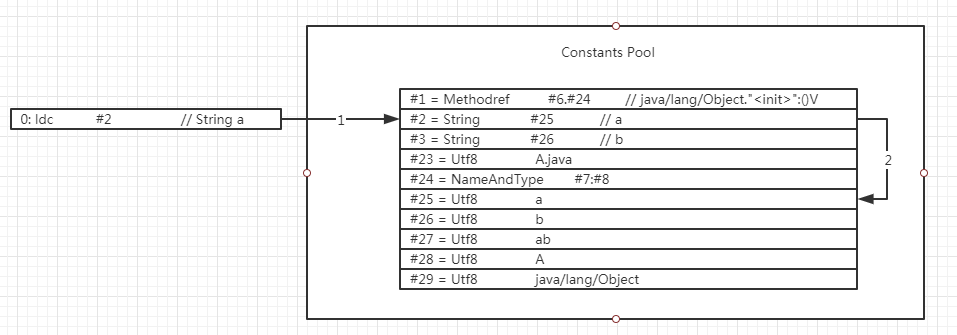 Constants Pool
#1 = Methodref #6.#24 // java/lang/Object."<init>":()V
0: ldc #2 // String a
1
#2 = String #25 // a
#3 = String #26 // b
#23 = Utf8 A.java
2
#24 = NameAndType #7:#8
#25 = Utf8 a
#26 = Utf8 b
#27 = Utf8 ab
#28 = Utf8 A
#29 = Utf8 java/lang/Object